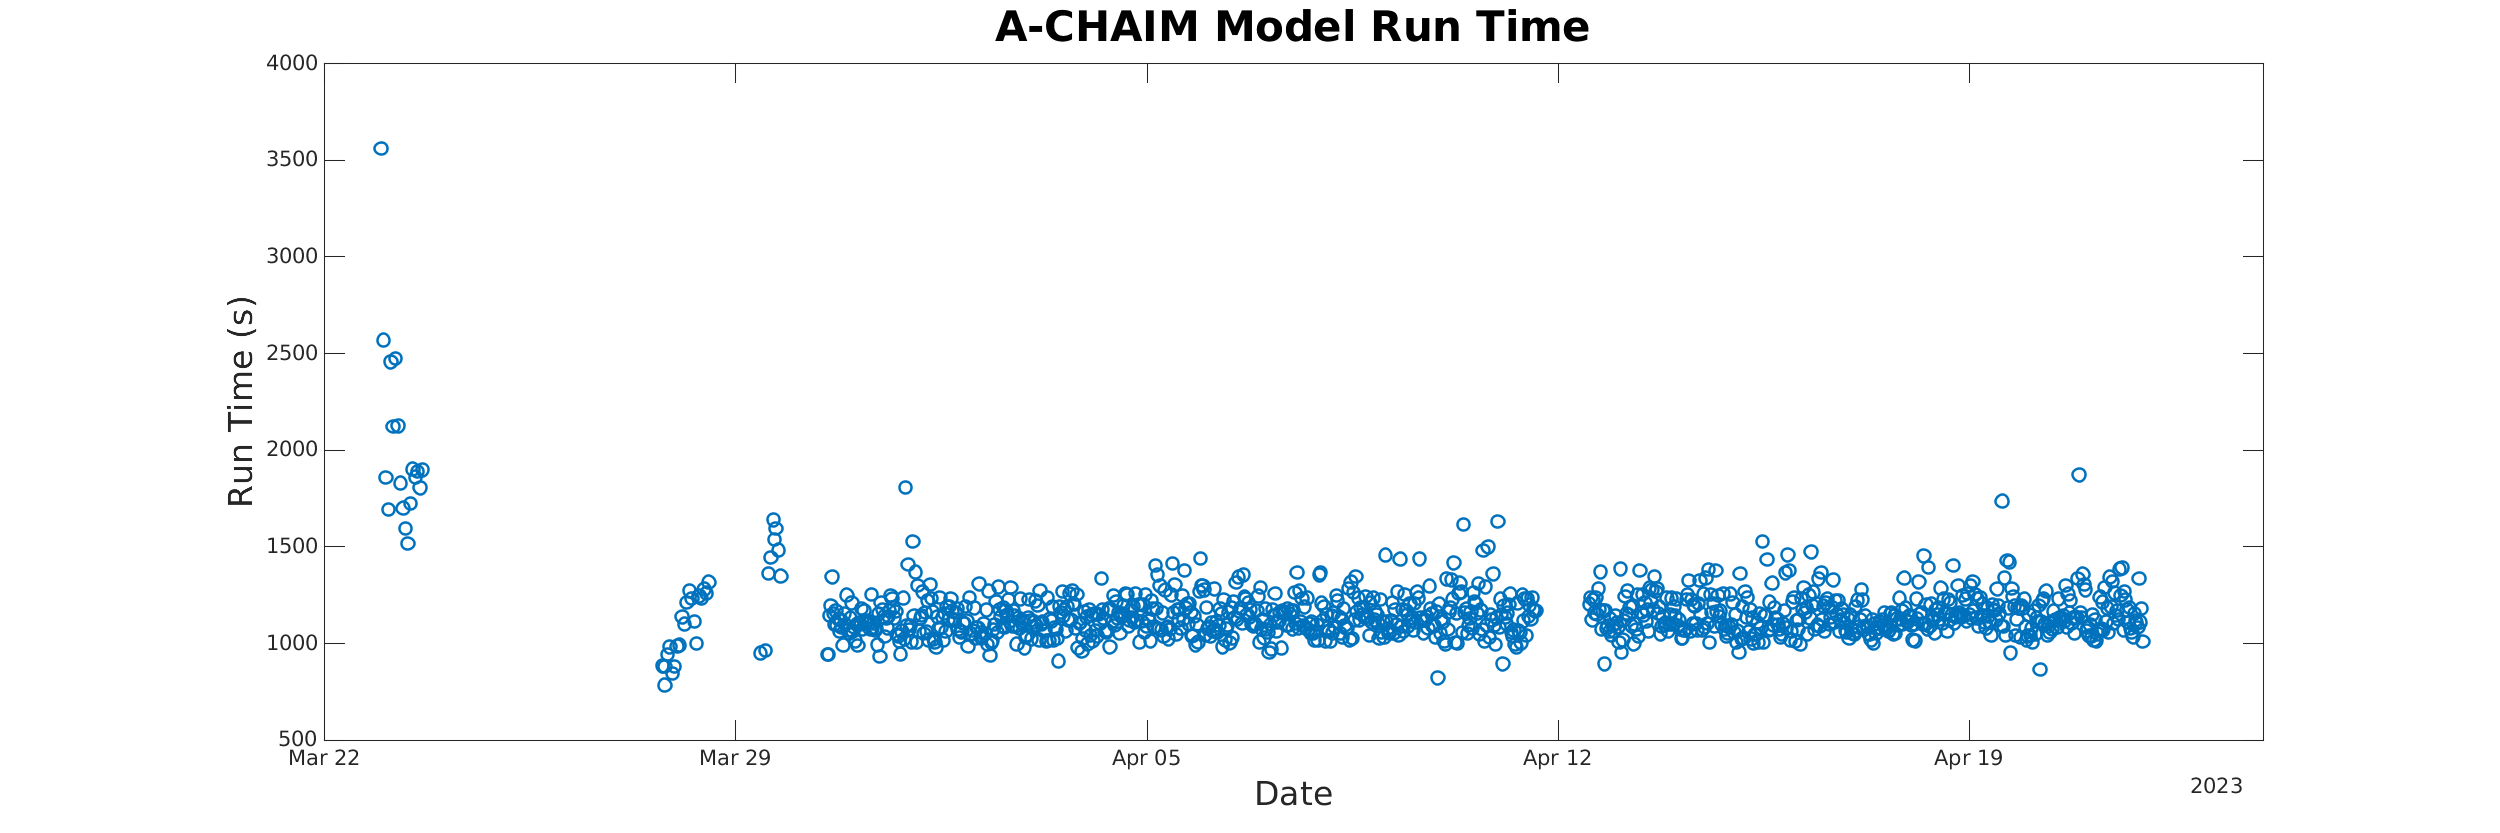 A-CHAIM Model Run Time
Run Time (s)
4000
3500
3000
2500
2000
1500
1000
500
Mar 22
Mar 29
Apr 05
Apr 12
Apr 19
2023
Date